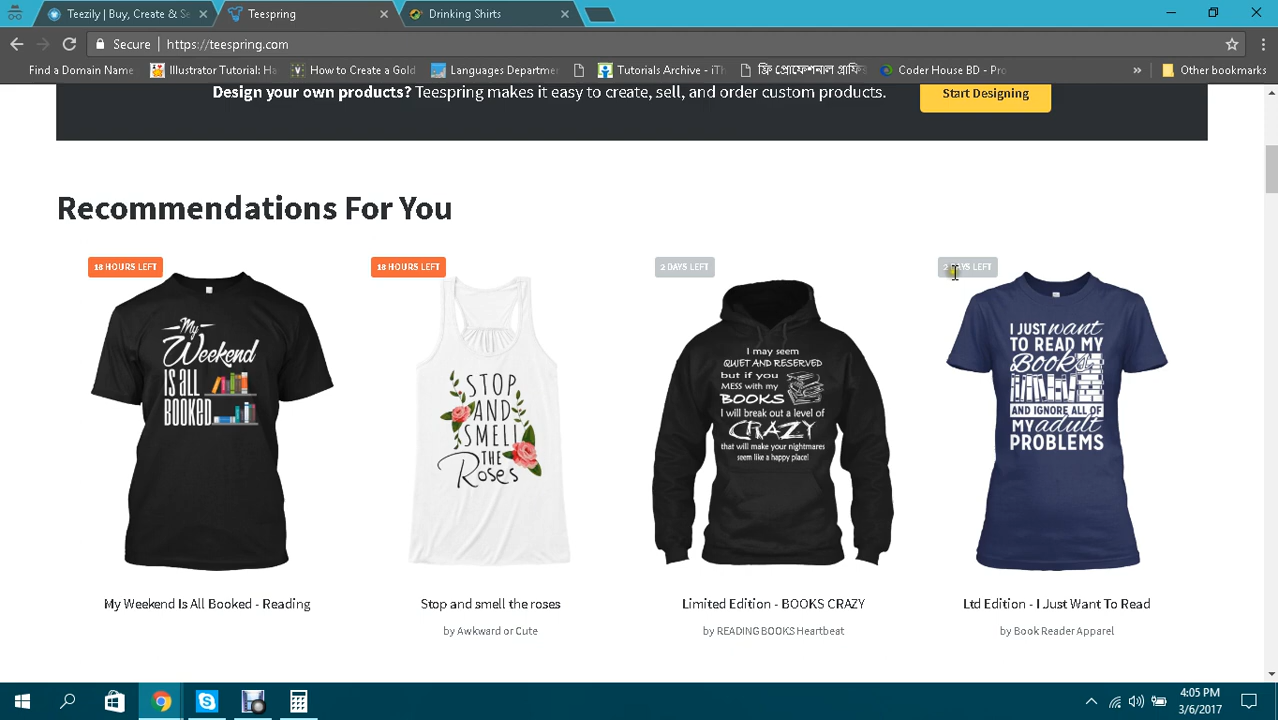 Teezily | Buy, Create & Se
Teespring
Drinking Shirts
Secure
https://teespring.com
Find a Domain Name
Illustrator Tutorial: Ha
How to Create a Gold
Languages Departme
Tutorials Archive - iTh
ফ্রি প্রোফেশনাল গ্রাফি
Coder House BD - Pro
»
Other bookmarks
Design your own products? Teespring makes it easy to create, sell, and order custom products.
Start Designing
Recommendations For You
18 HOURS LEFT
18 HOURS LEFT
2 DAYS LEFT
2 DAYS LEFT
My
Weekend
IS ALL
BOOKED
STOP
AND
SMELL
THE
Roses
I may seem
QUIET AND RESERVED
but if you
MESS with my
BOOKS
I will break out a level of
CRAZY
that will make your nightmares
seem like a happy place!
I JUST want
TO READ MY
Books
AND IGNORE ALL OF
MY adult
PROBLEMS
My Weekend Is All Booked - Reading
Stop and smell the roses
Limited Edition - BOOKS CRAZY
Ltd Edition - I Just Want To Read
by Awkward or Cute
by READING BOOKS Heartbeat
by Book Reader Apparel
4:05 PM
3/6/2017